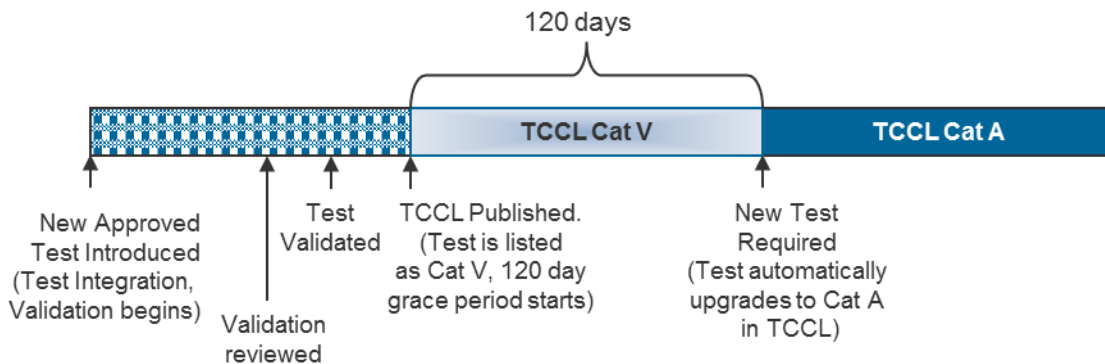 120 days
TCCL Cat V
TCCL Cat A
New Approved
Test Introduced
(Test Integration,
Validation begins)
Validation
reviewed
Test
Validated
TCCL Published.
(Test is listed
as Cat V, 120 day
grace period starts)
New Test
Required
(Test automatically
upgrades to Cat A
in TCCL)